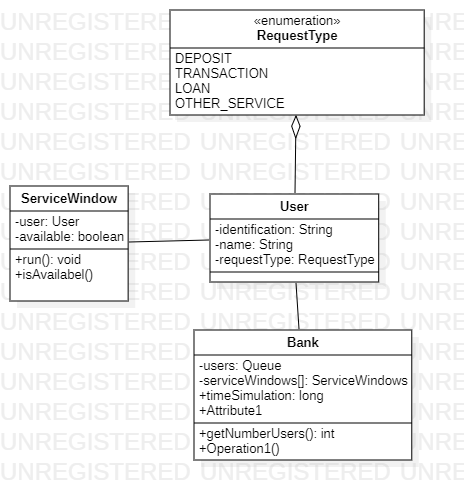 «enumeration»
RequestType
DEPOSIT
TRANSACTION
LOAN
OTHER_SERVICE
ServiceWindow
-user: User
-available: boolean
+run(): void
+isAvailabel()
User
-identification: String
-name: String
-requestType: RequestType
Bank
-users: Queue
-serviceWindows[]: ServiceWindows
+timeSimulation: long
+Attribute1
+getNumberUsers(): int
+Operation1()
UNREGISTERED UNREGISTERED UNREGISTERED